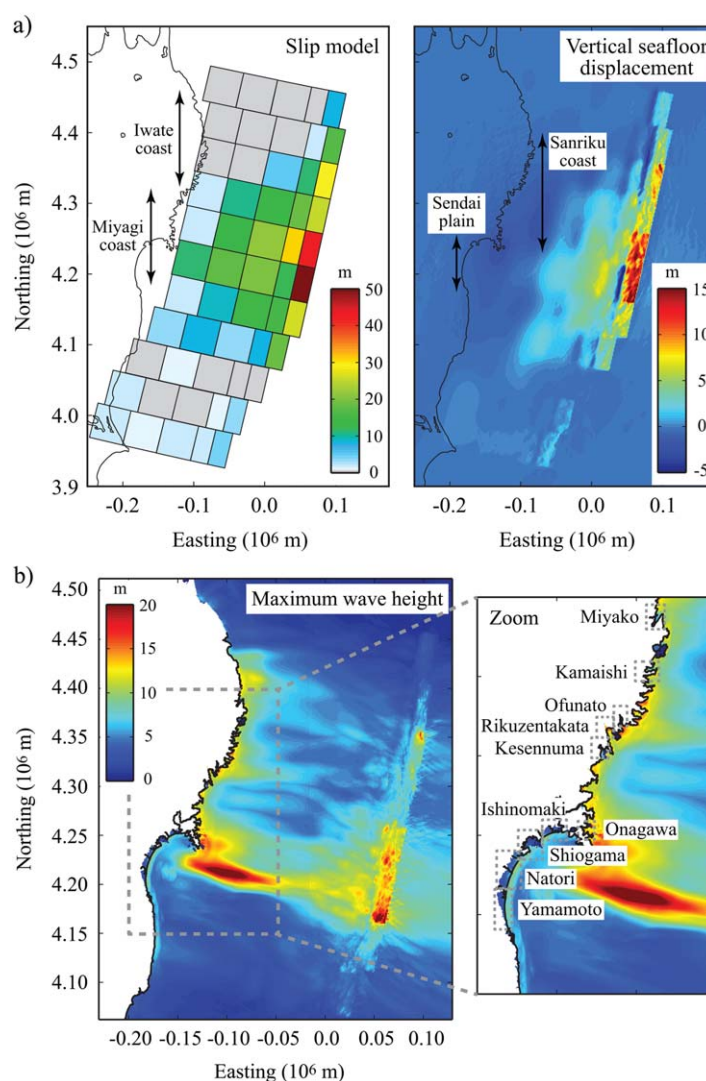 a)
Slip model
Vertical seafloor
displacement
4.5
4.4
4.3
4.2
4.1
4.0
3.9
Northing (10⁶ m)
Iwate
coast
Miyagi
coast
m
50
40
30
20
10
0
-0.2
-0.1
0.0
0.1
Easting (10⁶ m)
Sanriku
coast
Sendai
plain
m
15
10
5
0
-5
-0.2
-0.1
0.0
0.1
Easting (10⁶ m)
b)
Maximum wave height
m
20
15
10
5
0
4.50
4.45
4.40
4.35
4.30
4.25
4.20
4.15
4.10
Northing (10⁶ m)
-0.20
-0.15
-0.10
-0.05
0.0
0.05
0.10
Easting (10⁶ m)
Zoom
Miyako
Kamaishi
Ofunato
Rikuzentakata
Kesennuma
Ishinomaki
Onagawa
Shiogama
Natori
Yamamoto